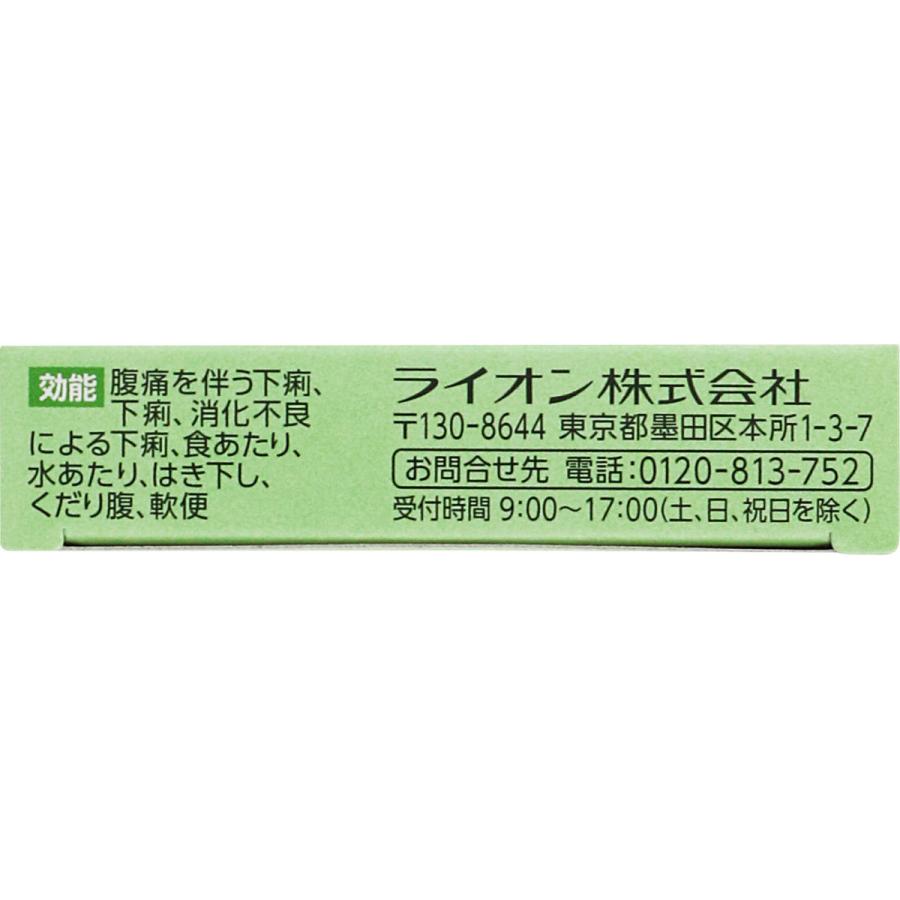 効能 腹痛を伴う下痢、
下痢、消化不良
による下痢、食あたり、
水あたり、はき下し、
くだり腹、軟便
ライオン株式会社
〒130-8644 東京都墨田区本所1-3-7
お問合せ先 電話:0120-813-752
受付時間 9:00〜17:00(土、日、祝日を除く)